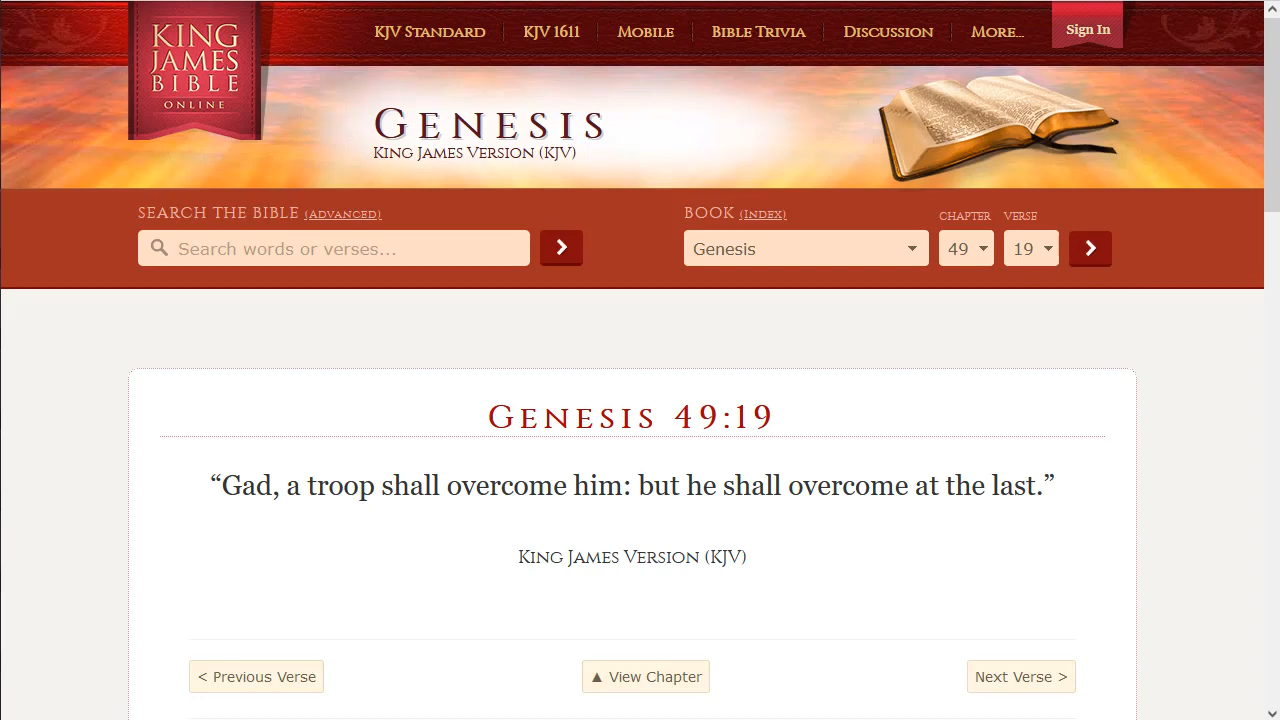 KING
JAMES
BIBLE
ONLINE
KJV Standard
KJV 1611
Mobile
Bible Trivia
Discussion
More...
Sign In
Genesis
King James Version (KJV)
SEARCH THE BIBLE (Advanced)
Search words or verses...
BOOK (Index)
Genesis
CHAPTER
49
VERSE
19
Genesis 49:19
“Gad, a troop shall overcome him: but he shall overcome at the last.”
King James Version (KJV)
< Previous Verse
▲ View Chapter
Next Verse >